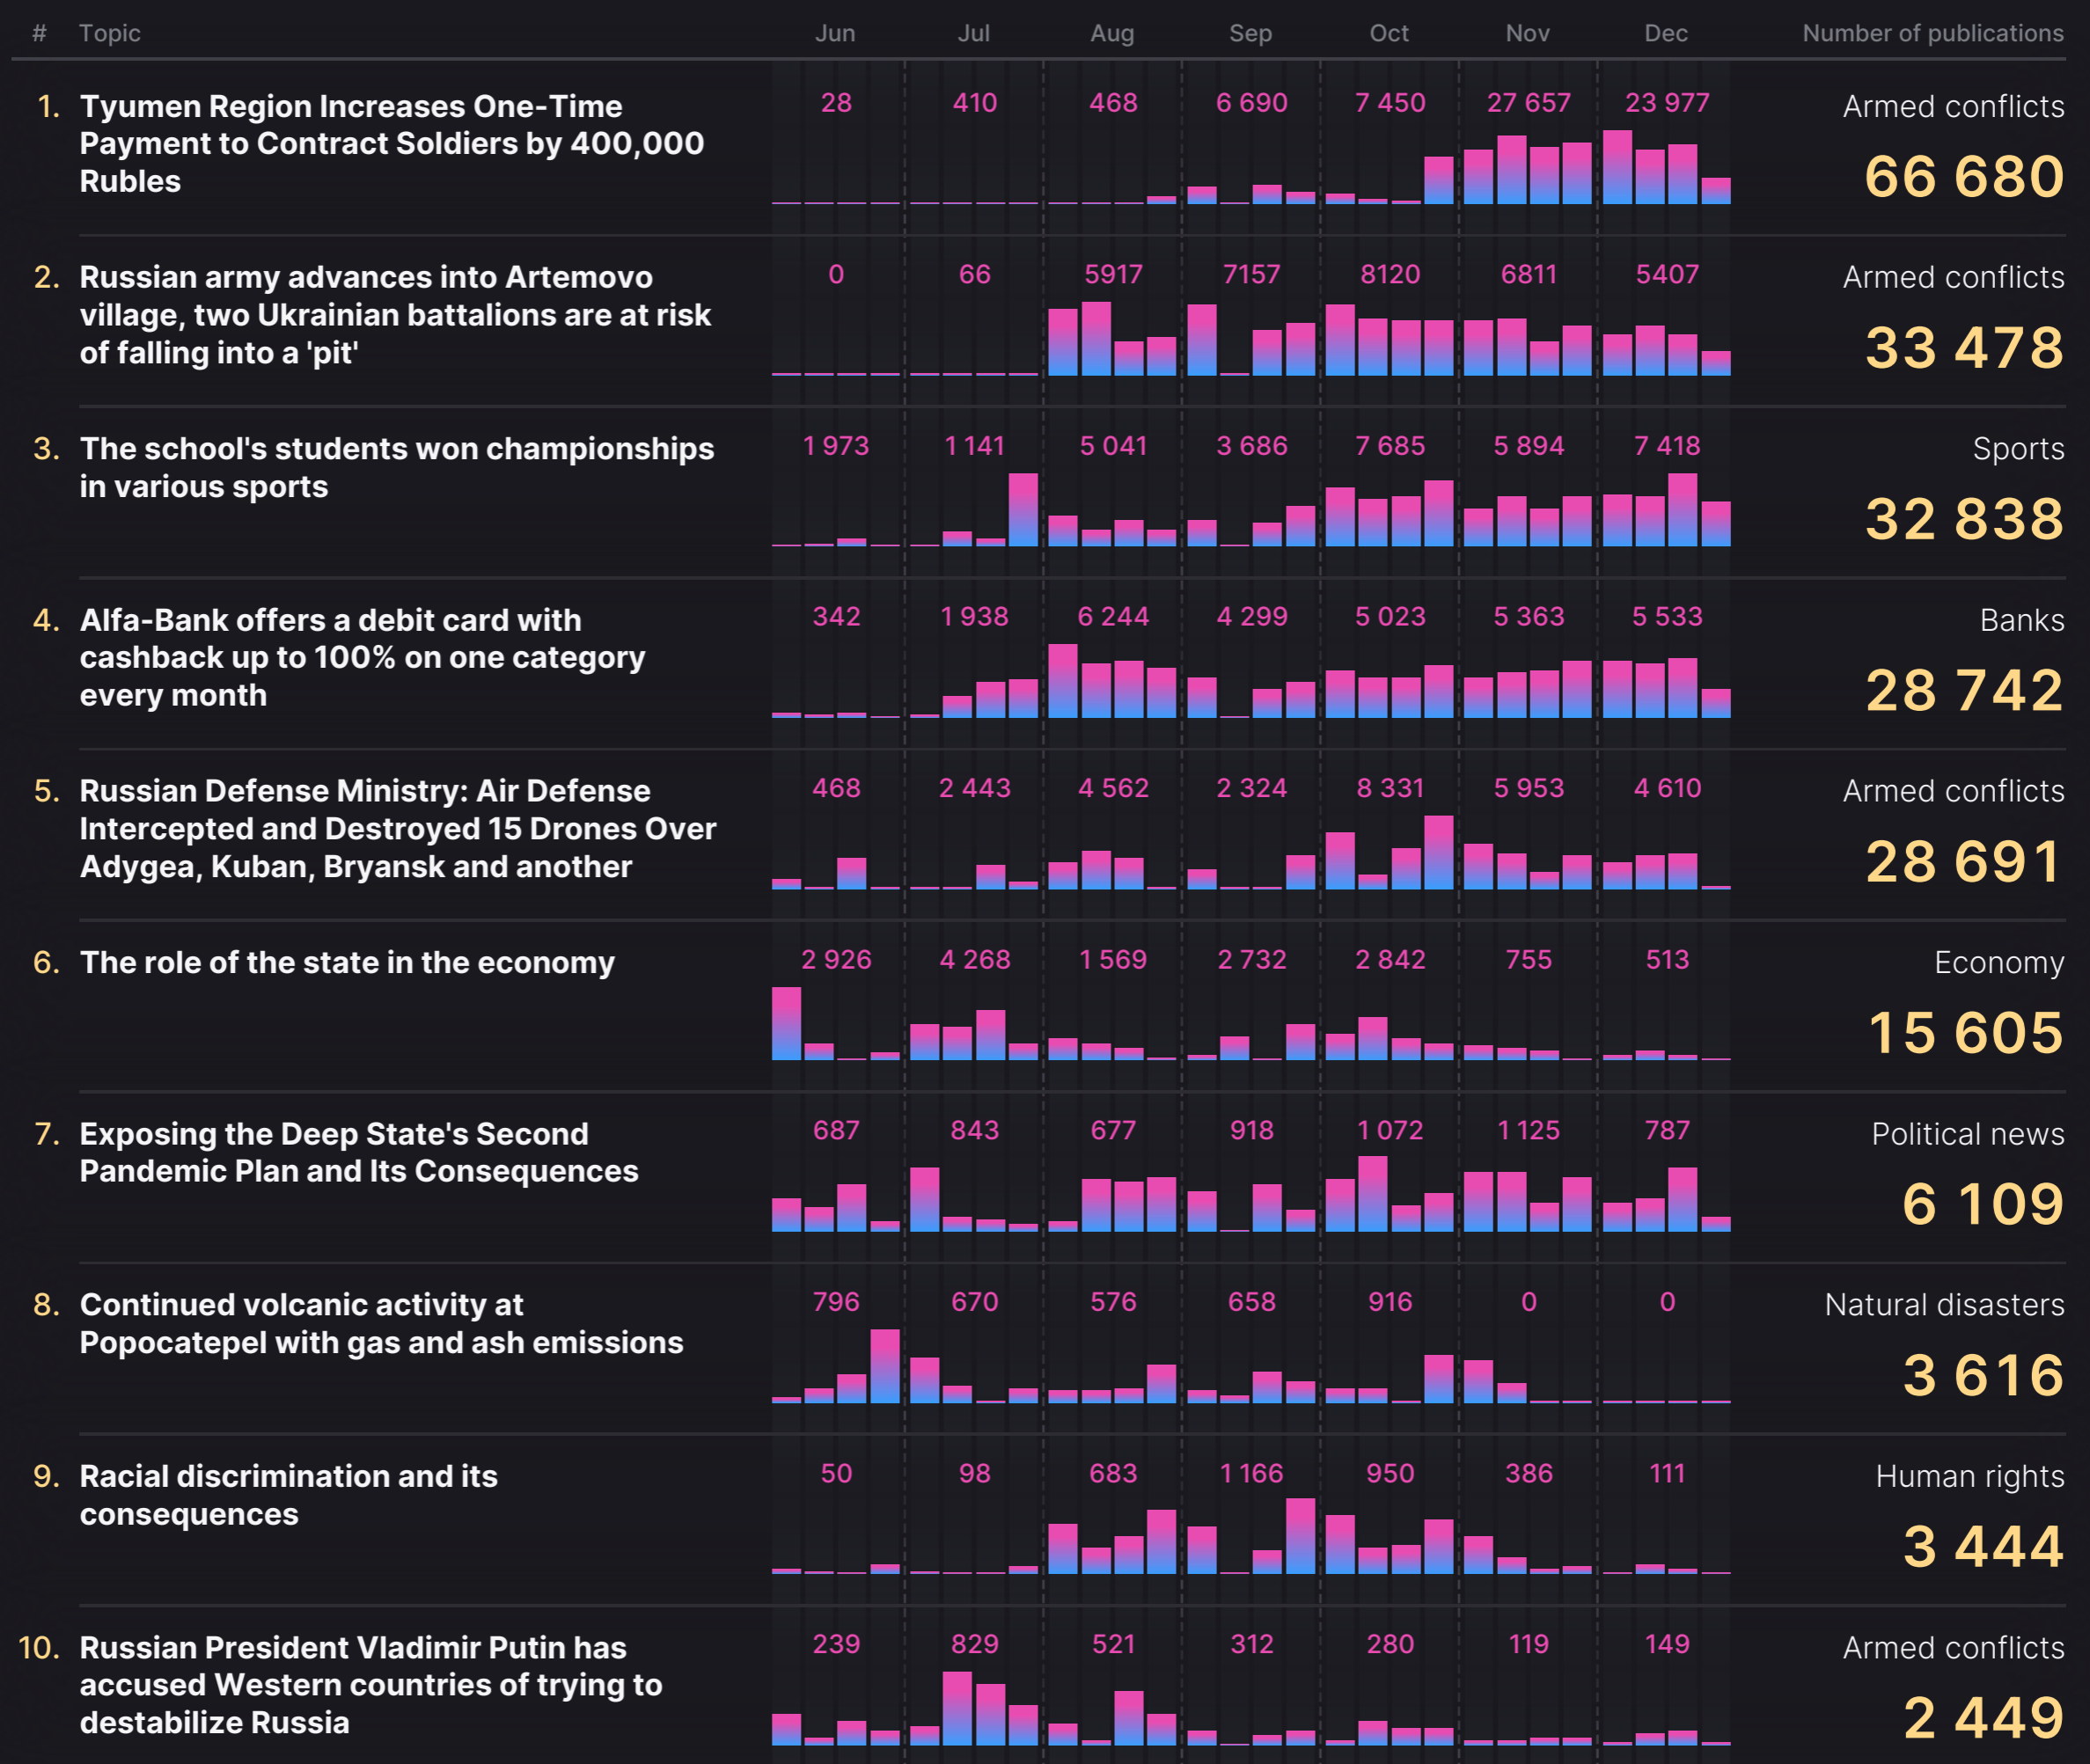 # Topic Jun Jul Aug Sep Oct Nov Dec Number of publications
1. Tyumen Region Increases One-Time 28 410 468 6 690 7 450 27 657 23 977 Armed conflicts
Payment to Contract Soldiers by 400,000
Rubles
66 680
2. Russian army advances into Artemovo 0 66 5917 7157 8120 6811 5407 Armed conflicts
village, two Ukrainian battalions are at risk
of falling into a 'pit'
33 478
3. The school's students won championships 1 973 1 141 5 041 3 686 7 685 5 894 7 418 Sports
in various sports
32 838
4. Alfa-Bank offers a debit card with 342 1 938 6 244 4 299 5 023 5 363 5 533 Banks
cashback up to 100% on one category
every month
28 742
5. Russian Defense Ministry: Air Defense 468 2 443 4 562 2 324 8 331 5 953 4 610 Armed conflicts
Intercepted and Destroyed 15 Drones Over
Adygea, Kuban, Bryansk and another
28 691
6. The role of the state in the economy 2 926 4 268 1 569 2 732 2 842 755 513 Economy
15 605
7. Exposing the Deep State's Second 687 843 677 918 1 072 1 125 787 Political news
Pandemic Plan and Its Consequences
6 109
8. Continued volcanic activity at 796 670 576 658 916 0 0 Natural disasters
Popocatepel with gas and ash emissions
3 616
9. Racial discrimination and its 50 98 683 1 166 950 386 111 Human rights
consequences
3 444
10. Russian President Vladimir Putin has 239 829 521 312 280 119 149 Armed conflicts
accused Western countries of trying to
destabilize Russia
2 449